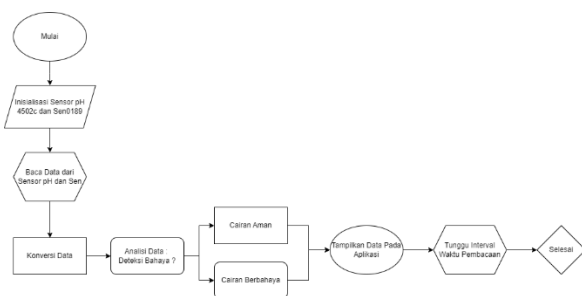 Mulai
Inisialisasi Sensor pH
4502c dan Sen0189
Baca Data dari
Sensor pH dan Sen
Konversi Data
Analisi Data
Deteksi Bahaya ?
Cairan Aman
Cairan Berbahaya
Tampilkan Data Pada
Aplikasi
Tunggu Interval
Waktu Pembacaan
Selesai